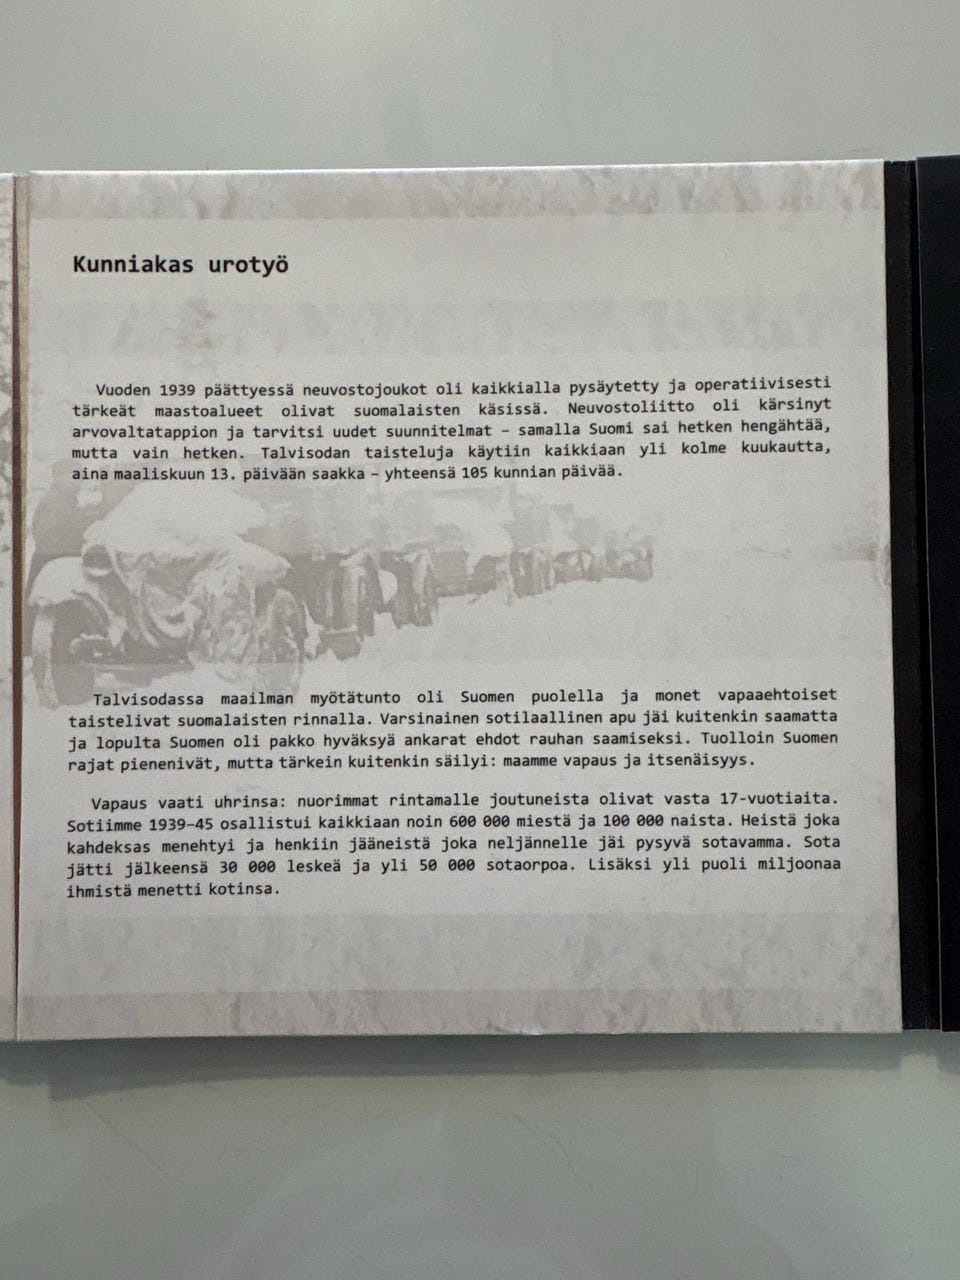 Kunniakas urotyö
Vuoden 1939 päättyessä neuvostojoukot oli kaikkialla pysäytetty ja operatiivisesti
tärkeät maastoalueet olivat suomalaisten käsissä. Neuvostoliitto oli kärsinyt
arvovaltatappion ja tarvitsi uudet suunnitelmat – samalla Suomi sai hetken hengähtää,
mutta vain hetken. Talvisodan taisteluja käytiin kaikkiaan yli kolme kuukautta,
aina maaliskuun 13. päivään saakka – yhteensä 105 kunnian päivää.
Talvisodassa maailman myötätunto oli Suomen puolella ja monet vapaaehtoiset
taistelivat suomalaisten rinnalla. Varsinainen sotilaallinen apu jäi kuitenkin saamatta
ja lopulta Suomen oli pakko hyväksyä ankarat ehdot rauhan saamiseksi. Tuolloin Suomen
rajat pienenivät, mutta tärkein kuitenkin säilyi: maamme vapaus ja itsenäisyys.
Vapaus vaati uhrinsa: nuorimmat rintamalle joutuneista olivat vasta 17-vuotiaita.
Sotiimme 1939–45 osallistui kaikkiaan noin 600 000 miestä ja 100 000 naista. Heistä joka
kahdeksas menehtyi ja henkiin jääneistä joka neljännelle jäi pysyvä sotavamma. Sota
jätti jälkeensä 30 000 leskeä ja yli 50 000 sotaorpoa. Lisäksi yli puoli miljoonaa
ihmistä menetti kotinsa.